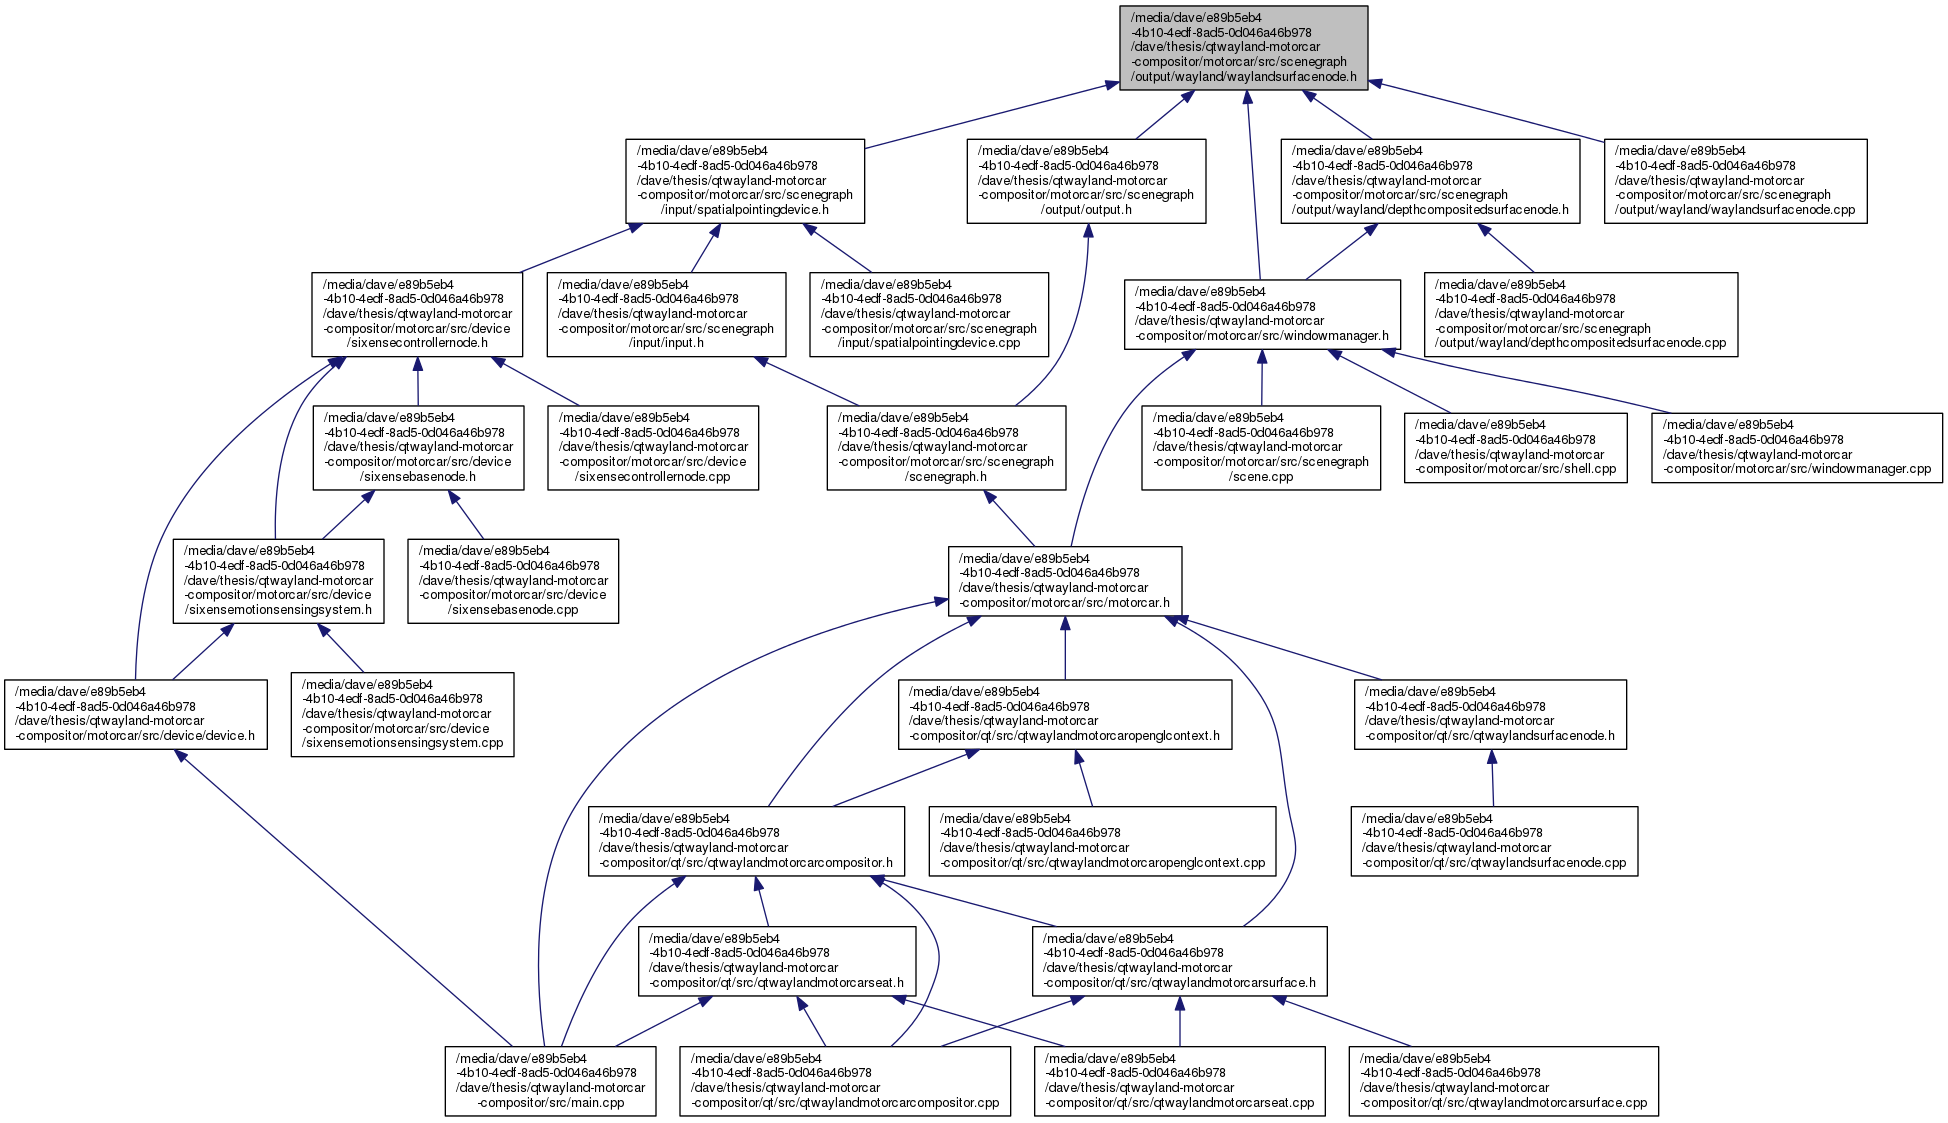 /media/dave/e89b5eb4
-4b10-4edf-8ad5-0d046a46b978
/dave/thesis/qtwayland-motorcar
-compositor/motorcar/src/scenegraph
/output/wayland/waylandsurfacenode.h
/media/dave/e89b5eb4
-4b10-4edf-8ad5-0d046a46b978
/dave/thesis/qtwayland-motorcar
-compositor/motorcar/src/scenegraph
/input/spatialpointingdevice.h
/media/dave/e89b5eb4
-4b10-4edf-8ad5-0d046a46b978
/dave/thesis/qtwayland-motorcar
-compositor/motorcar/src/scenegraph
/output/output.h
/media/dave/e89b5eb4
-4b10-4edf-8ad5-0d046a46b978
/dave/thesis/qtwayland-motorcar
-compositor/motorcar/src/scenegraph
/output/wayland/depthcompositedsurfacenode.h
/media/dave/e89b5eb4
-4b10-4edf-8ad5-0d046a46b978
/dave/thesis/qtwayland-motorcar
-compositor/motorcar/src/scenegraph
/output/wayland/waylandsurfacenode.cpp
/media/dave/e89b5eb4
-4b10-4edf-8ad5-0d046a46b978
/dave/thesis/qtwayland-motorcar
-compositor/motorcar/src/device
/sixensecontrollernode.h
/media/dave/e89b5eb4
-4b10-4edf-8ad5-0d046a46b978
/dave/thesis/qtwayland-motorcar
-compositor/motorcar/src/scenegraph
/input/input.h
/media/dave/e89b5eb4
-4b10-4edf-8ad5-0d046a46b978
/dave/thesis/qtwayland-motorcar
-compositor/motorcar/src/scenegraph
/input/spatialpointingdevice.cpp
/media/dave/e89b5eb4
-4b10-4edf-8ad5-0d046a46b978
/dave/thesis/qtwayland-motorcar
-compositor/motorcar/src/windowmanager.h
/media/dave/e89b5eb4
-4b10-4edf-8ad5-0d046a46b978
/dave/thesis/qtwayland-motorcar
-compositor/motorcar/src/scenegraph
/output/wayland/depthcompositedsurfacenode.cpp
/media/dave/e89b5eb4
-4b10-4edf-8ad5-0d046a46b978
/dave/thesis/qtwayland-motorcar
-compositor/motorcar/src/device
/sixensebasenode.h
/media/dave/e89b5eb4
-4b10-4edf-8ad5-0d046a46b978
/dave/thesis/qtwayland-motorcar
-compositor/motorcar/src/device
/sixensecontrollernode.cpp
/media/dave/e89b5eb4
-4b10-4edf-8ad5-0d046a46b978
/dave/thesis/qtwayland-motorcar
-compositor/motorcar/src/scenegraph
/scenegraph.h
/media/dave/e89b5eb4
-4b10-4edf-8ad5-0d046a46b978
/dave/thesis/qtwayland-motorcar
-compositor/motorcar/src/scenegraph
/scene.cpp
/media/dave/e89b5eb4
-4b10-4edf-8ad5-0d046a46b978
/dave/thesis/qtwayland-motorcar
-compositor/motorcar/src/shell.cpp
/media/dave/e89b5eb4
-4b10-4edf-8ad5-0d046a46b978
/dave/thesis/qtwayland-motorcar
-compositor/motorcar/src/windowmanager.cpp
/media/dave/e89b5eb4
-4b10-4edf-8ad5-0d046a46b978
/dave/thesis/qtwayland-motorcar
-compositor/motorcar/src/device
/sixensemotionsensingsystem.h
/media/dave/e89b5eb4
-4b10-4edf-8ad5-0d046a46b978
/dave/thesis/qtwayland-motorcar
-compositor/motorcar/src/device
/sixensebasenode.cpp
/media/dave/e89b5eb4
-4b10-4edf-8ad5-0d046a46b978
/dave/thesis/qtwayland-motorcar
-compositor/motorcar/src/motorcar.h
/media/dave/e89b5eb4
-4b10-4edf-8ad5-0d046a46b978
/dave/thesis/qtwayland-motorcar
-compositor/motorcar/src/device/device.h
/media/dave/e89b5eb4
-4b10-4edf-8ad5-0d046a46b978
/dave/thesis/qtwayland-motorcar
-compositor/motorcar/src/device
/sixensemotionsensingsystem.cpp
/media/dave/e89b5eb4
-4b10-4edf-8ad5-0d046a46b978
/dave/thesis/qtwayland-motorcar
-compositor/qt/src/qtwaylandmotorcaropenglcontext.h
/media/dave/e89b5eb4
-4b10-4edf-8ad5-0d046a46b978
/dave/thesis/qtwayland-motorcar
-compositor/qt/src/qtwaylandsurfacenode.h
/media/dave/e89b5eb4
-4b10-4edf-8ad5-0d046a46b978
/dave/thesis/qtwayland-motorcar
-compositor/qt/src/qtwaylandmotorcarcompositor.h
/media/dave/e89b5eb4
-4b10-4edf-8ad5-0d046a46b978
/dave/thesis/qtwayland-motorcar
-compositor/qt/src/qtwaylandmotorcaropenglcontext.cpp
/media/dave/e89b5eb4
-4b10-4edf-8ad5-0d046a46b978
/dave/thesis/qtwayland-motorcar
-compositor/qt/src/qtwaylandsurfacenode.cpp
/media/dave/e89b5eb4
-4b10-4edf-8ad5-0d046a46b978
/dave/thesis/qtwayland-motorcar
-compositor/qt/src/qtwaylandmotorcarseat.h
/media/dave/e89b5eb4
-4b10-4edf-8ad5-0d046a46b978
/dave/thesis/qtwayland-motorcar
-compositor/qt/src/qtwaylandmotorcarsurface.h
/media/dave/e89b5eb4
-4b10-4edf-8ad5-0d046a46b978
/dave/thesis/qtwayland-motorcar
-compositor/src/main.cpp
/media/dave/e89b5eb4
-4b10-4edf-8ad5-0d046a46b978
/dave/thesis/qtwayland-motorcar
-compositor/qt/src/qtwaylandmotorcarcompositor.cpp
/media/dave/e89b5eb4
-4b10-4edf-8ad5-0d046a46b978
/dave/thesis/qtwayland-motorcar
-compositor/qt/src/qtwaylandmotorcarseat.cpp
/media/dave/e89b5eb4
-4b10-4edf-8ad5-0d046a46b978
/dave/thesis/qtwayland-motorcar
-compositor/qt/src/qtwaylandmotorcarsurface.cpp